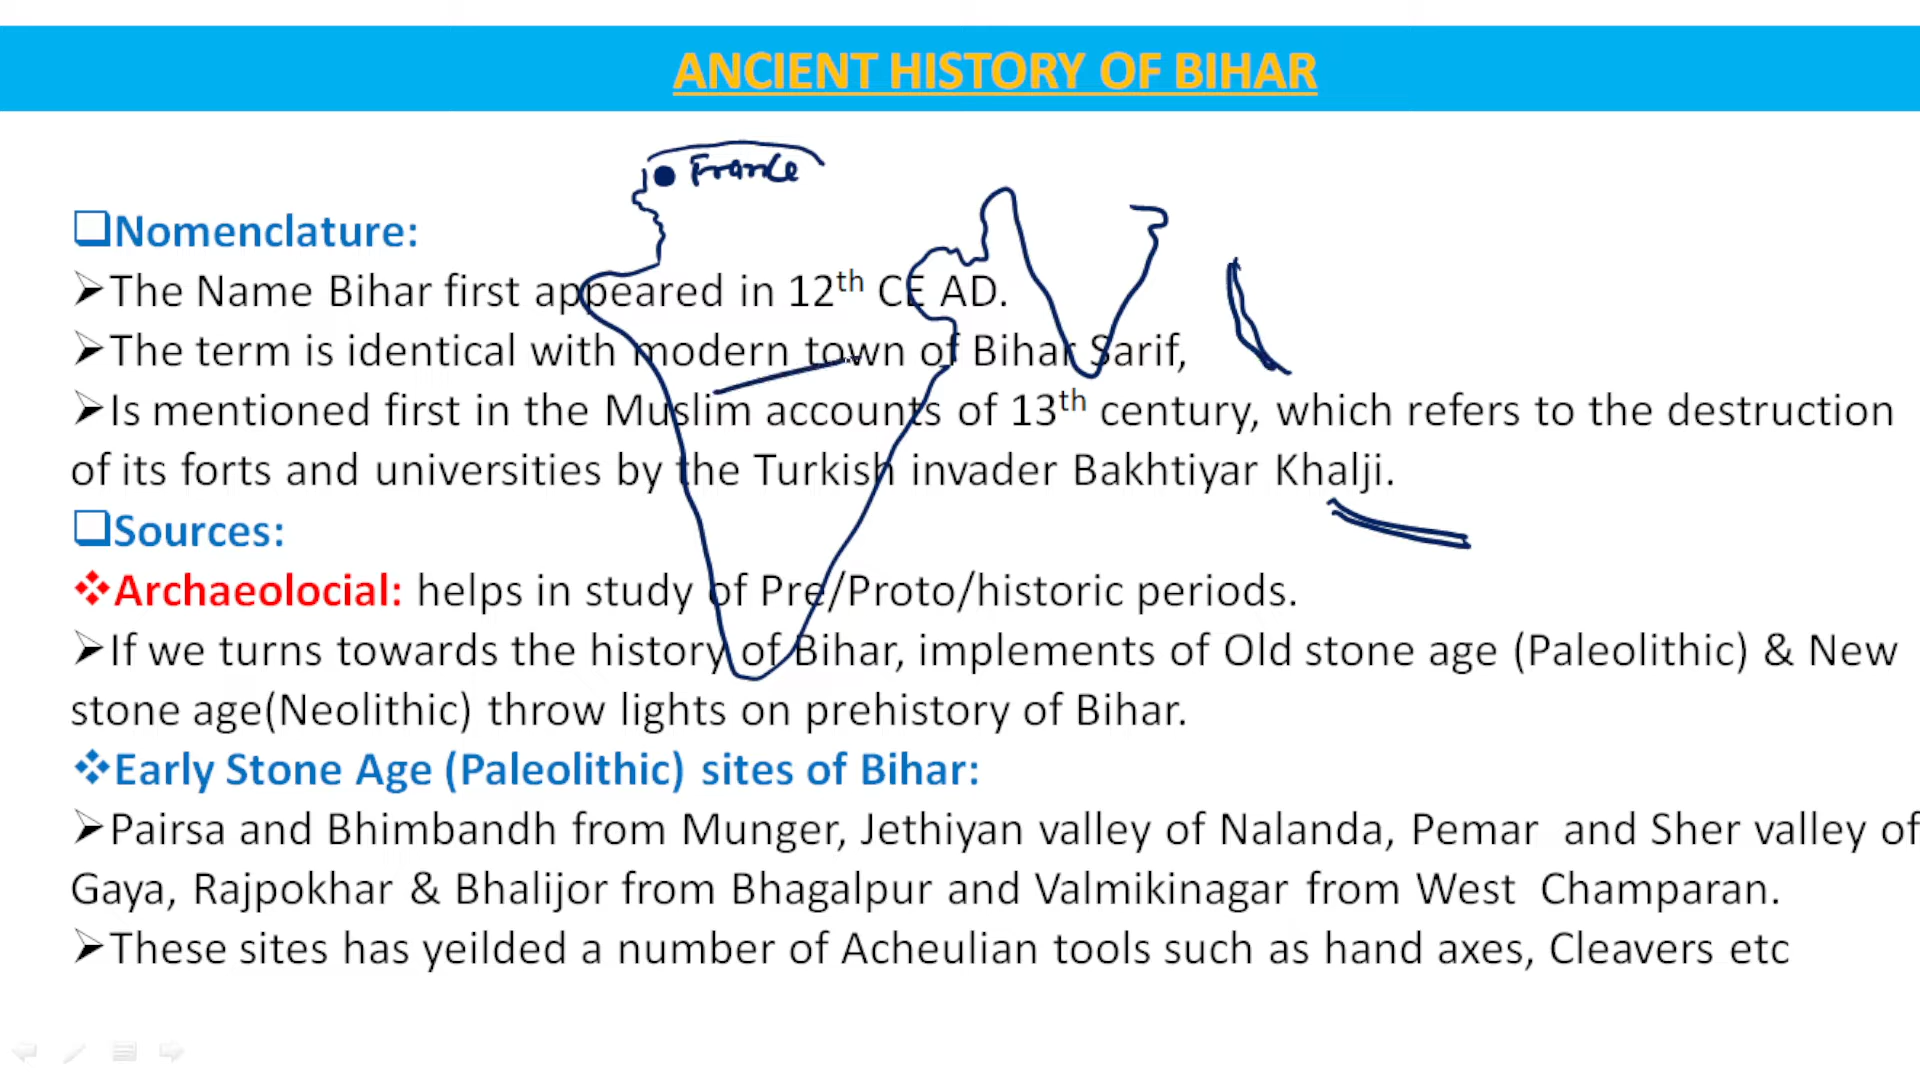 ANCIENT HISTORY OF BIHAR
France
Nomenclature:
The Name Bihar first appeared in 12th CE AD.
The term is identical with modern town of Bihar Sarif,
Is mentioned first in the Muslim accounts of 13th century, which refers to the destruction
of its forts and universities by the Turkish invader Bakhtiyar Khalji.
Sources:
Archaeolocial: helps in study of Pre/Proto/historic periods.
If we turns towards the history of Bihar, implements of Old stone age (Paleolithic) & New
stone age(Neolithic) throw lights on prehistory of Bihar.
Early Stone Age (Paleolithic) sites of Bihar:
Pairsa and Bhimbandh from Munger, Jethiyan valley of Nalanda, Pemar and Sher valley of
Gaya, Rajpokhar & Bhalijor from Bhagalpur and Valmikinagar from West Champaran.
These sites has yeilded a number of Acheulian tools such as hand axes, Cleavers etc